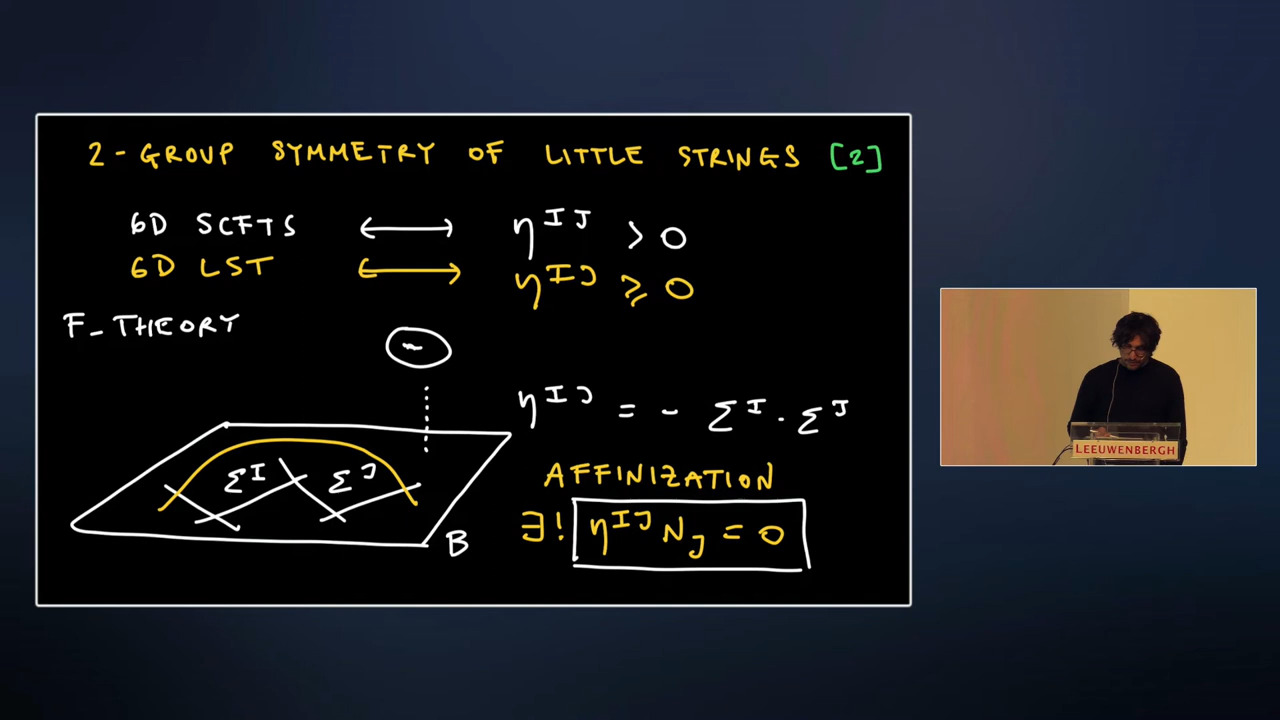 2-GROUP SYMMETRY OF LITTLE STRINGS [2]
6D SCFTS ⟷ η^{IJ} > 0
6D LST ⟷ η^{IJ} ≥ 0
F-THEORY
η^{IJ} = - Σ^I · Σ^J
Σ^I Σ^J
B
AFFINIZATION
∃! η^{IJ} N_J = 0
LEEUWENBERGH